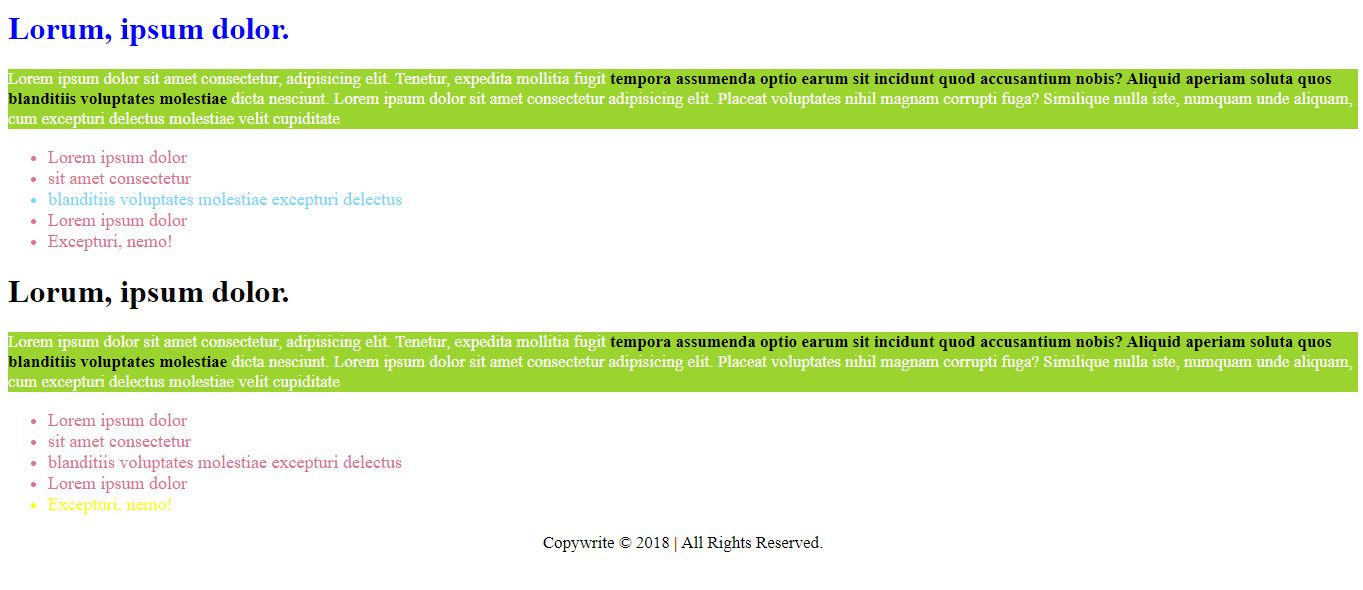 Lorum, ipsum dolor.
Lorem ipsum dolor sit amet consectetur, adipisicing elit. Tenetur, expedita mollitia fugit tempora assumenda optio earum sit incidunt quod accusantium nobis? Aliquid aperiam soluta quos
blanditiis voluptates molestiae dicta nesciunt. Lorem ipsum dolor sit amet consectetur adipisicing elit. Placeat voluptates nihil magnam corrupti fuga? Similique nulla iste, numquam unde aliquam,
cum excepturi delectus molestiae velit cupiditate
• Lorem ipsum dolor
• sit amet consectetur
• blanditiis voluptates molestiae excepturi delectus
• Lorem ipsum dolor
• Excepturi, nemo!
Lorum, ipsum dolor.
Lorem ipsum dolor sit amet consectetur, adipisicing elit. Tenetur, expedita mollitia fugit tempora assumenda optio earum sit incidunt quod accusantium nobis? Aliquid aperiam soluta quos
blanditiis voluptates molestiae dicta nesciunt. Lorem ipsum dolor sit amet consectetur adipisicing elit. Placeat voluptates nihil magnam corrupti fuga? Similique nulla iste, numquam unde aliquam,
cum excepturi delectus molestiae velit cupiditate
• Lorem ipsum dolor
• sit amet consectetur
• blanditiis voluptates molestiae excepturi delectus
• Lorem ipsum dolor
• Excepturi, nemo!
Copywrite © 2018 | All Rights Reserved.